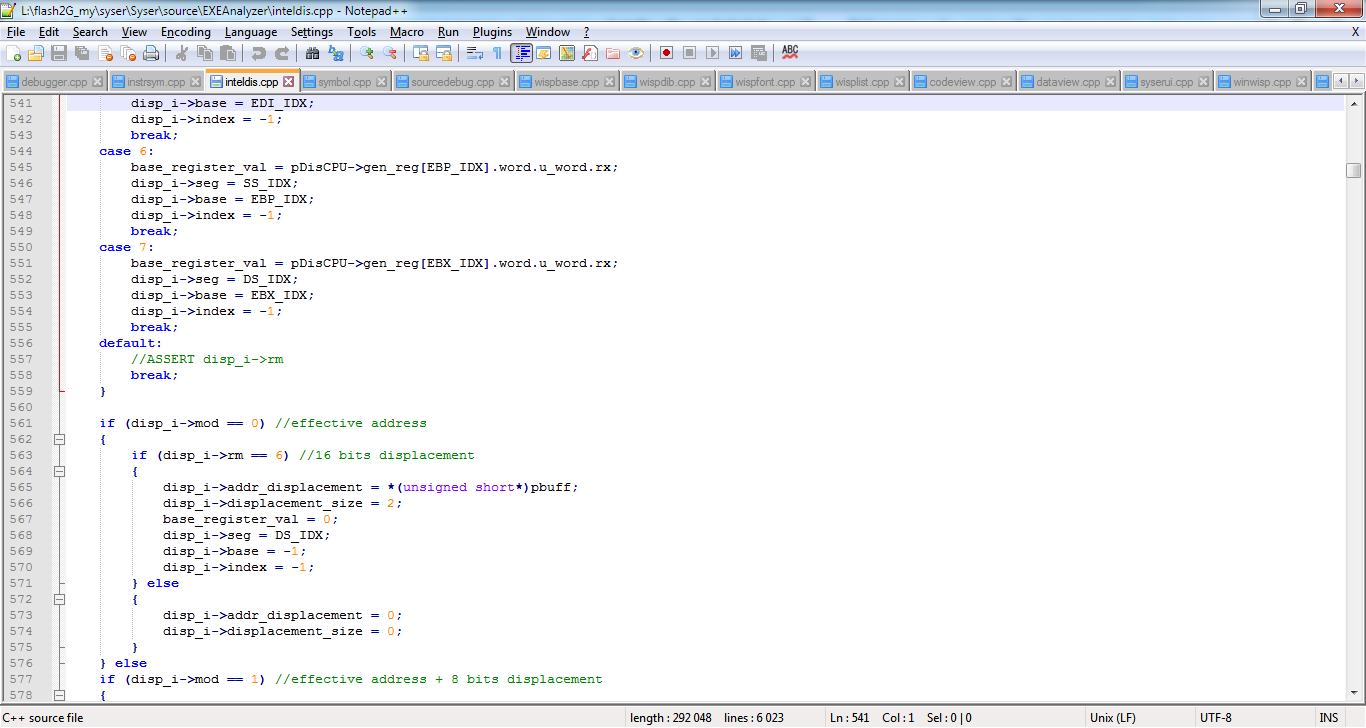 L:\flash2G_my\syser\Syser\source\EXEAnalyzer\inteldis.cpp - Notepad++
File Edit Search View Encoding Language Settings Tools Macro Run Plugins Window ? X
ABC
debugger.cpp instrsym.cpp inteldis.cpp symbol.cpp sourcedebug.cpp wispbase.cpp wispdib.cpp wispfont.cpp wisplist.cpp codeview.cpp dataview.cpp syserui.cpp winwisp.cpp
541 disp_i->base = EDI_IDX;
542 disp_i->index = -1;
543 break;
544 case 6:
545 base_register_val = pDisCPU->gen_reg[EBP_IDX].word.u_word.rx;
546 disp_i->seg = SS_IDX;
547 disp_i->base = EBP_IDX;
548 disp_i->index = -1;
549 break;
550 case 7:
551 base_register_val = pDisCPU->gen_reg[EBX_IDX].word.u_word.rx;
552 disp_i->seg = DS_IDX;
553 disp_i->base = EBX_IDX;
554 disp_i->index = -1;
555 break;
556 default:
557 //ASSERT disp_i->rm
558 break;
559 }
560
561 if (disp_i->mod == 0) //effective address
562 {
563 if (disp_i->rm == 6) //16 bits displacement
564 {
565 disp_i->addr_displacement = *(unsigned short*)pbuff;
566 disp_i->displacement_size = 2;
567 base_register_val = 0;
568 disp_i->seg = DS_IDX;
569 disp_i->base = -1;
570 disp_i->index = -1;
571 } else
572 {
573 disp_i->addr_displacement = 0;
574 disp_i->displacement_size = 0;
575 }
576 } else
577 if (disp_i->mod == 1) //effective address + 8 bits displacement
578 {
C++ source file length : 292 048 lines : 6 023 Ln : 541 Col : 1 Sel : 0 | 0 Unix (LF) UTF-8 INS